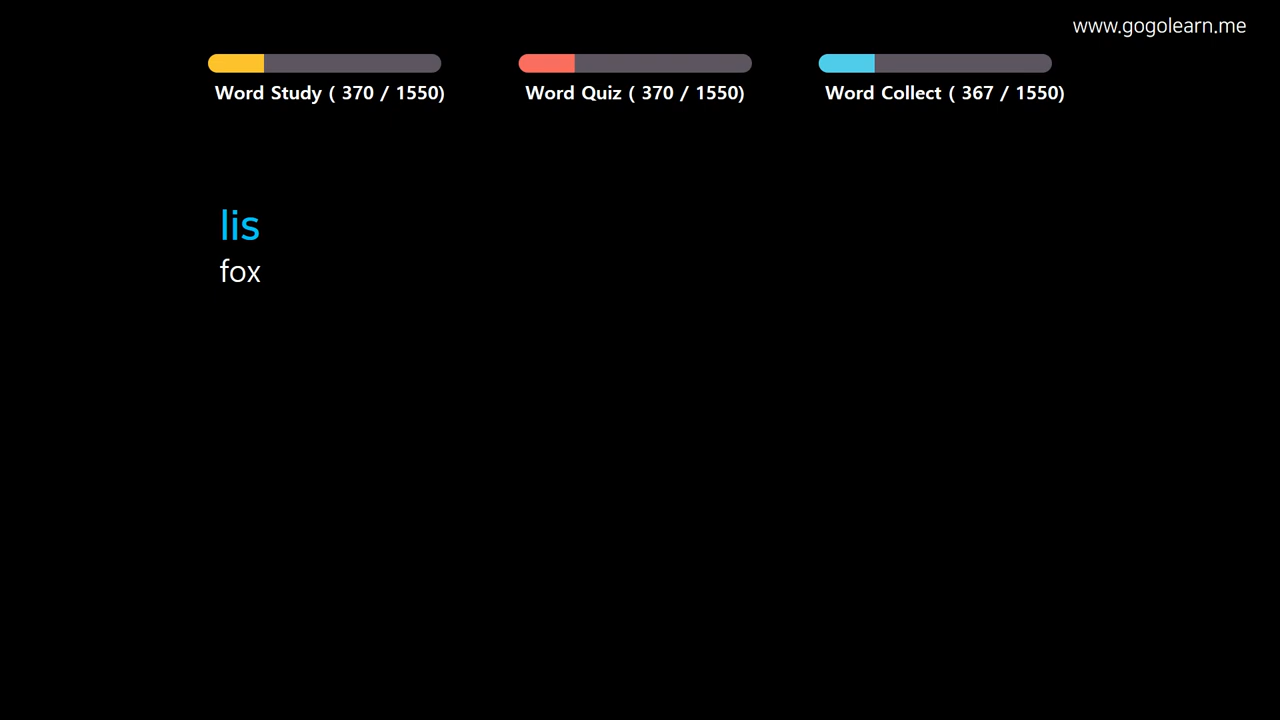 www.gogolearn.me
Word Study ( 370 / 1550)
Word Quiz ( 370 / 1550)
Word Collect ( 367 / 1550)
lis
fox